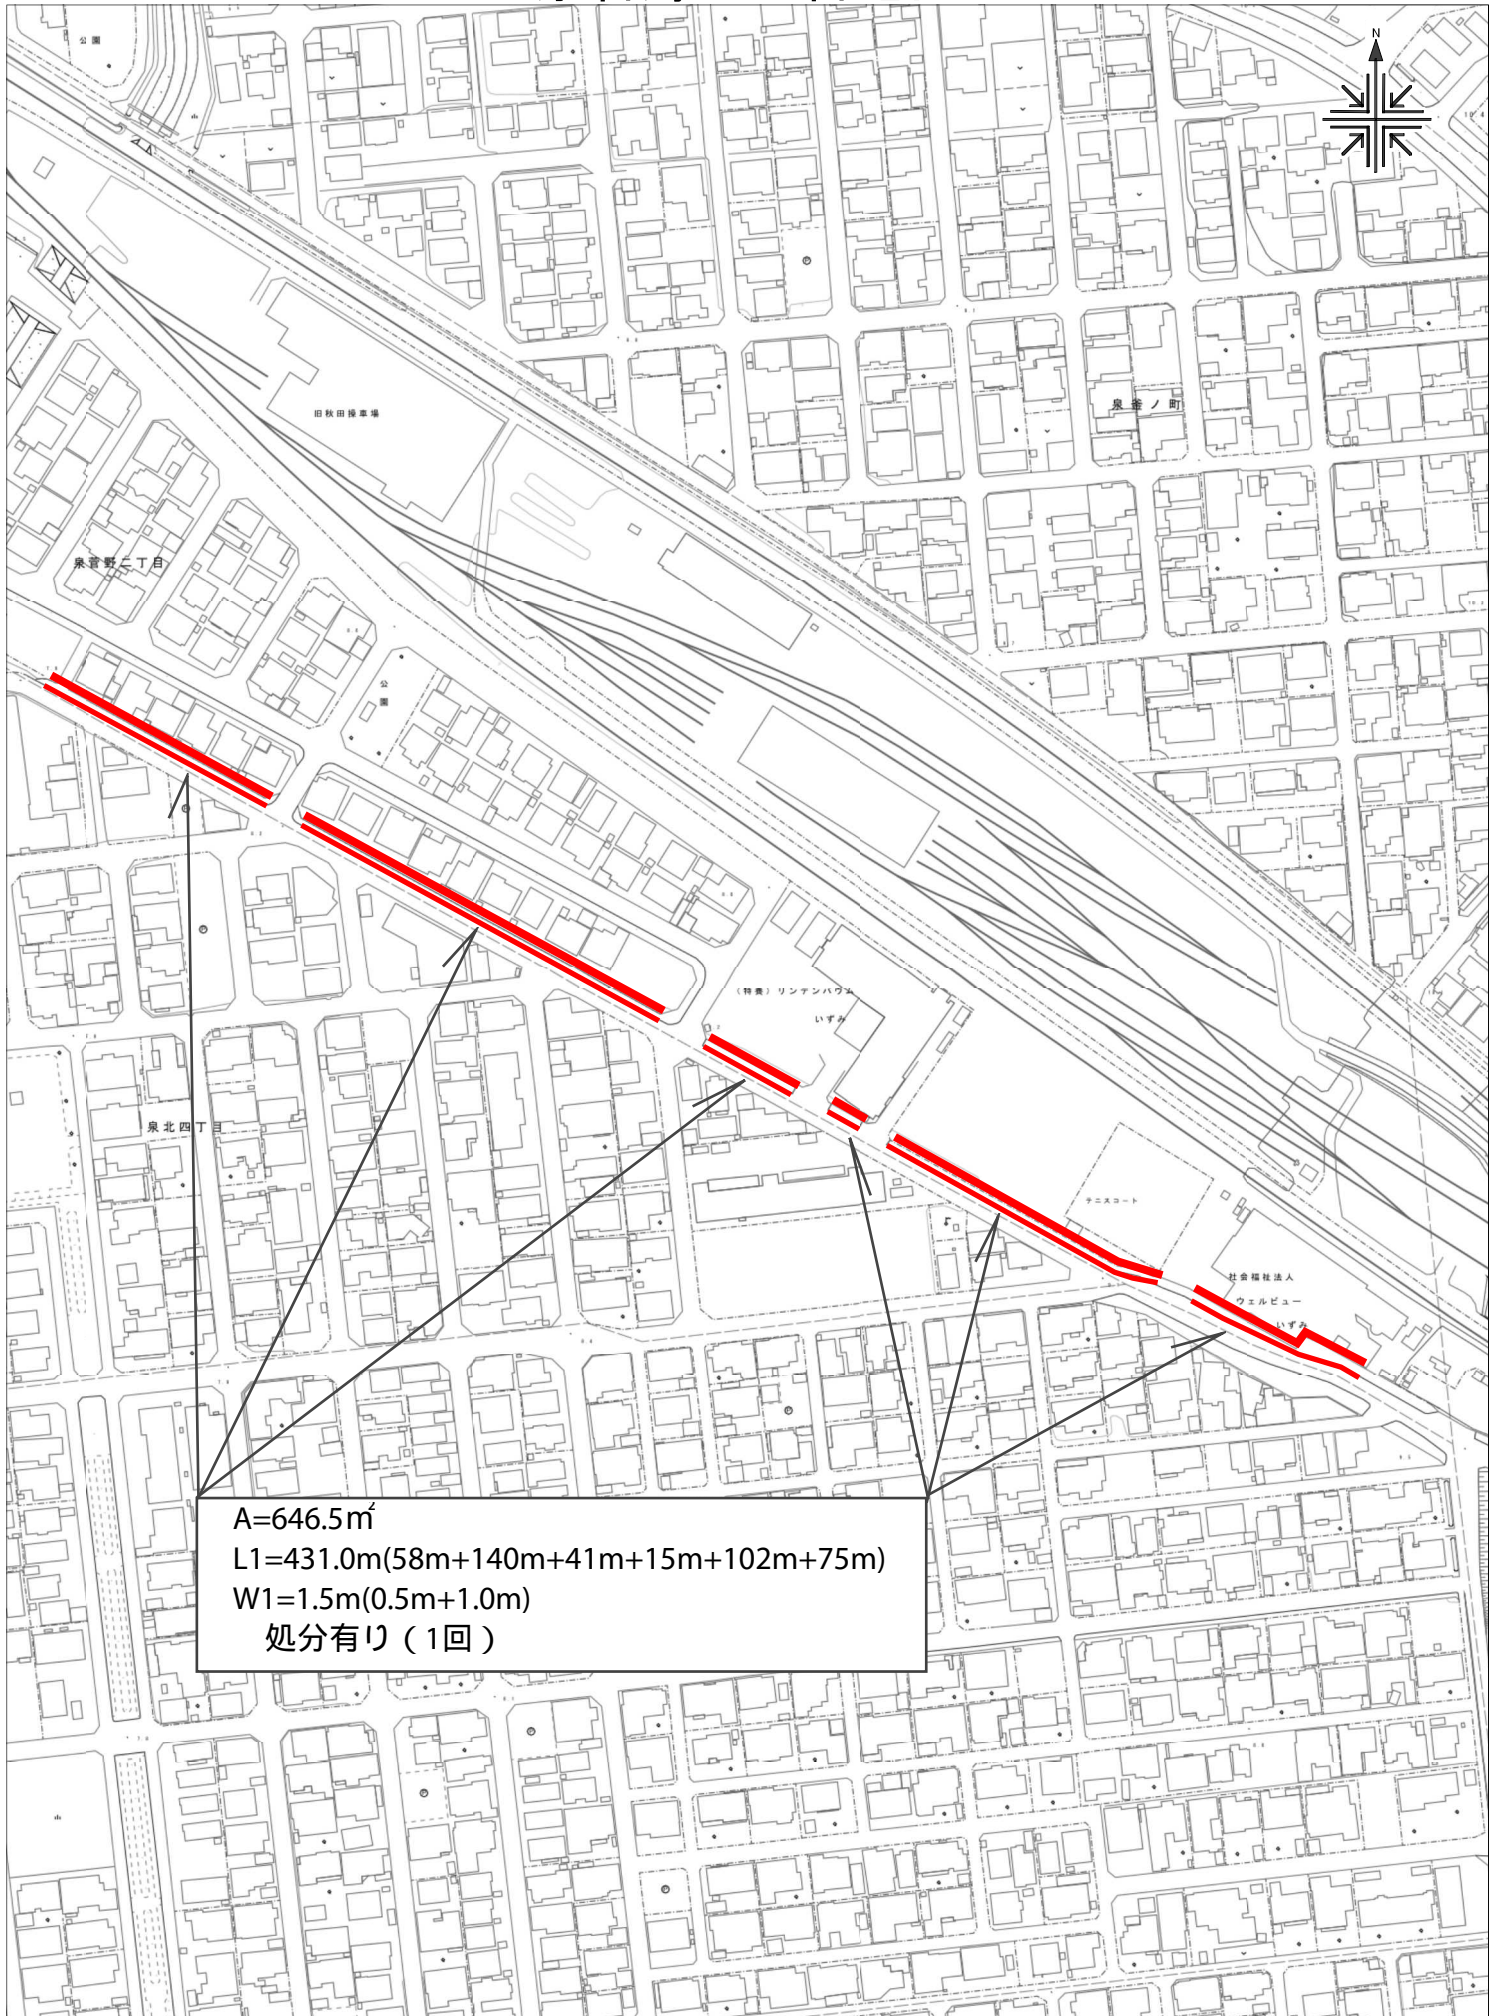 N
公園
旧秋田操車場
泉釜ノ町
泉菅野二丁目
公園
(特養) リンデンバウム
いずみ
泉北四丁目
テニスコート
社会福祉法人
ウェルビュー
いずみ
A=646.5㎡
L1=431.0m(58m+140m+41m+15m+102m+75m)
W1=1.5m(0.5m+1.0m)
処分有り（1回）